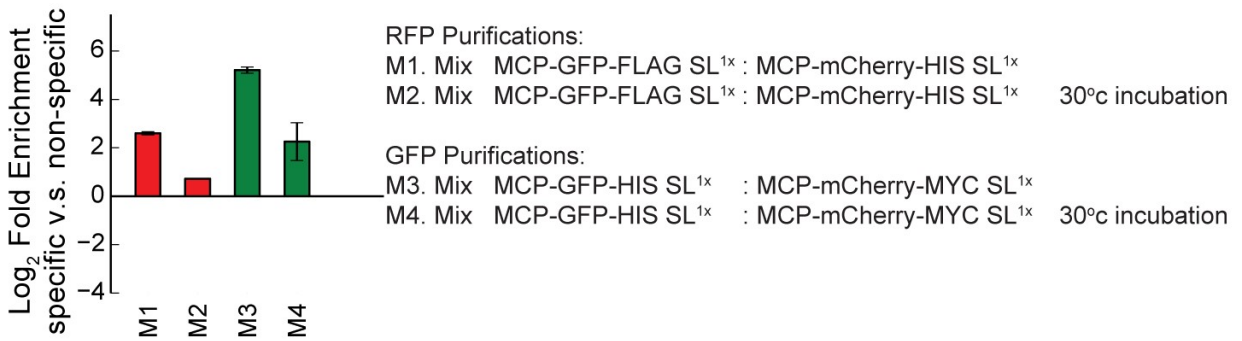 Log2 Fold Enrichment
specific v.s. non-specific
6
4
2
0
−2
−4
M1
M2
M3
M4
RFP Purifications:
M1. Mix MCP-GFP-FLAG SL1x : MCP-mCherry-HIS SL1x
M2. Mix MCP-GFP-FLAG SL1x : MCP-mCherry-HIS SL1x 30oc incubation
GFP Purifications:
M3. Mix MCP-GFP-HIS SL1x : MCP-mCherry-MYC SL1x
M4. Mix MCP-GFP-HIS SL1x : MCP-mCherry-MYC SL1x 30oc incubation